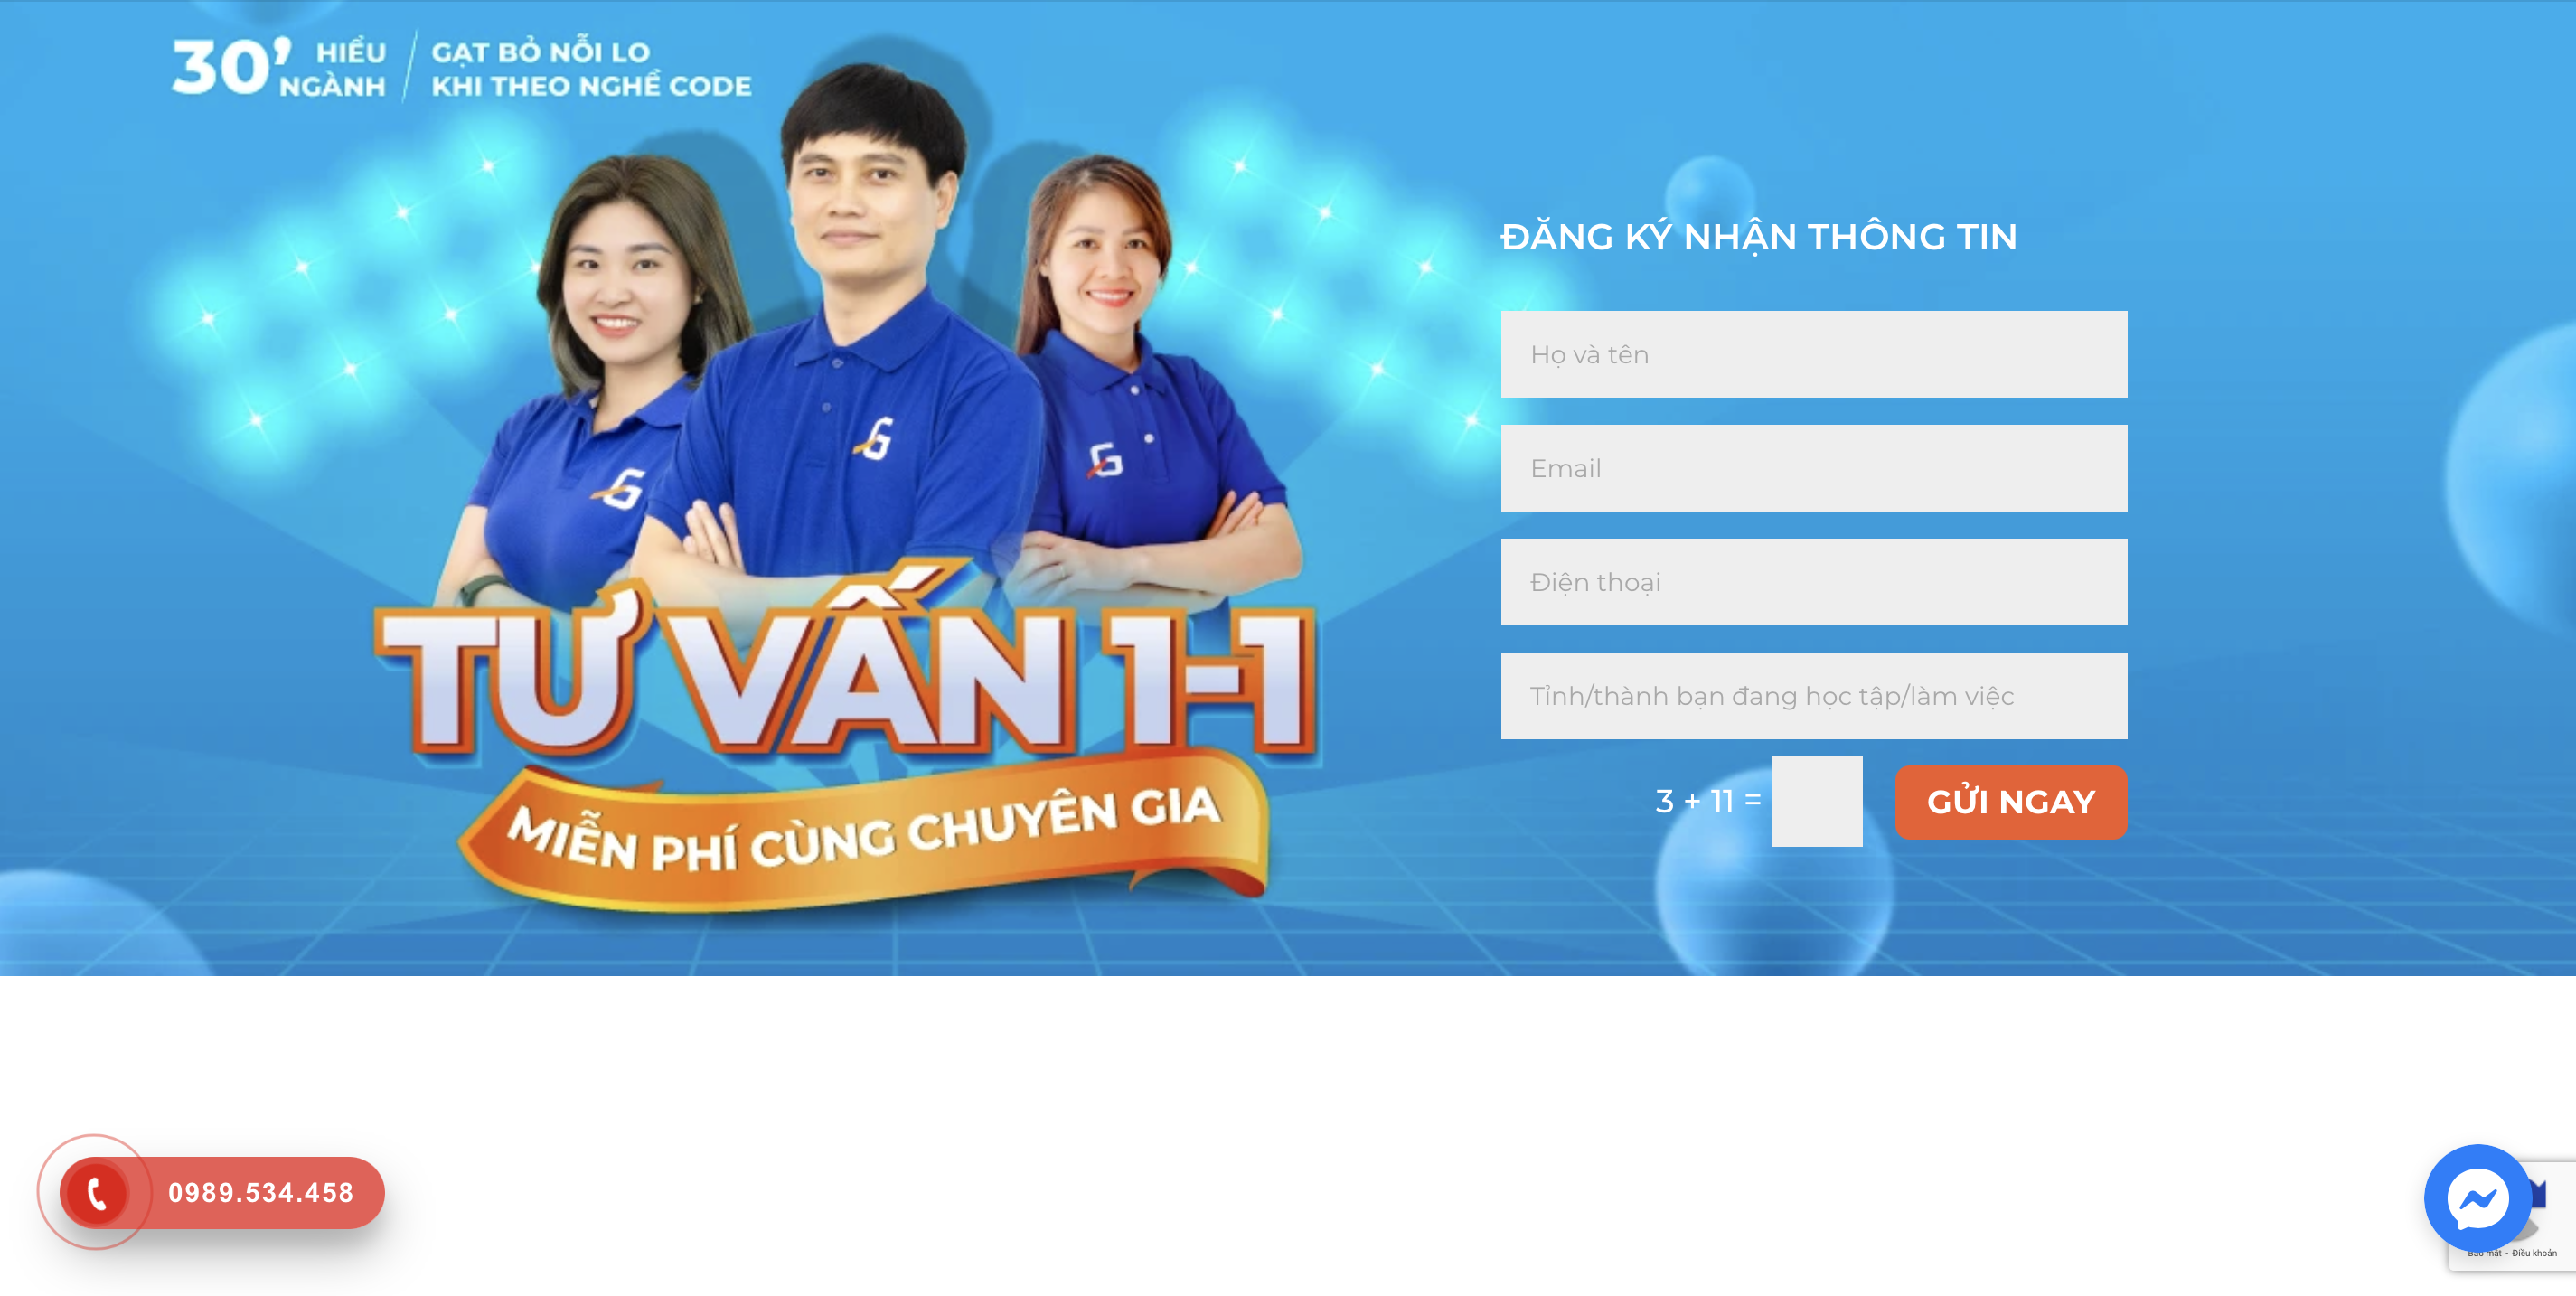 30’ HIỂU NGÀNH
GẠT BỎ NỖI LO
KHI THEO NGHỀ CODE
G
G
G
TƯ VẤN 1-1
MIỄN PHÍ CÙNG CHUYÊN GIA
ĐĂNG KÝ NHẬN THÔNG TIN
Họ và tên
Email
Điện thoại
Tỉnh/thành bạn đang học tập/làm việc
3 + 11 =
GỬI NGAY
0989.534.458
Bảo mật - Điều khoản